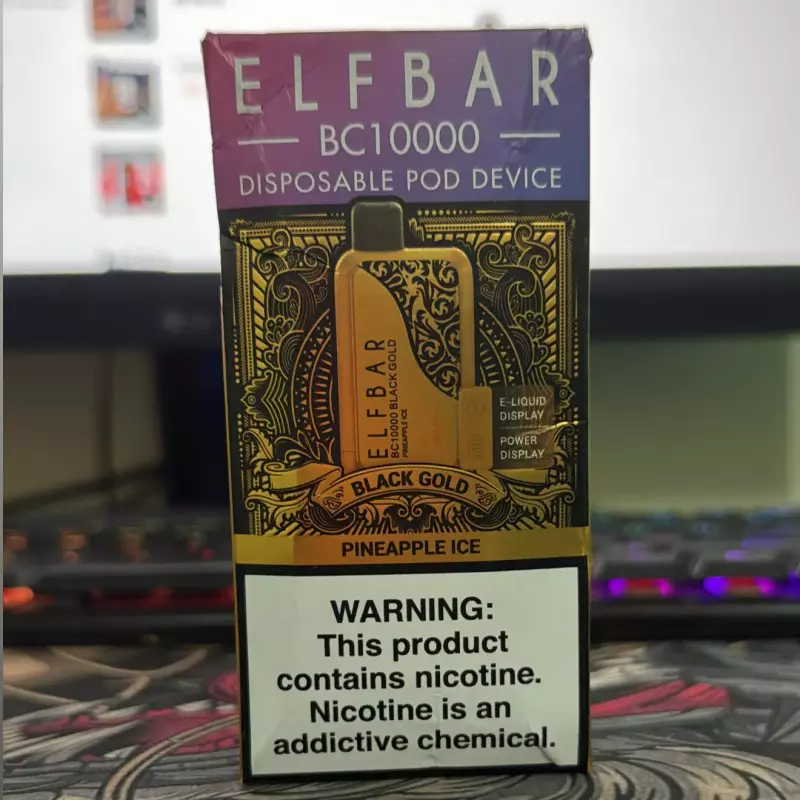 ELFBAR
BC10000
DISPOSABLE POD DEVICE
ELFBAR
BC10000 BLACK GOLD
PINEAPPLE ICE
E-LIQUID
DISPLAY
POWER
DISPLAY
BLACK GOLD
PINEAPPLE ICE
WARNING:
This product
contains nicotine.
Nicotine is an
addictive chemical.